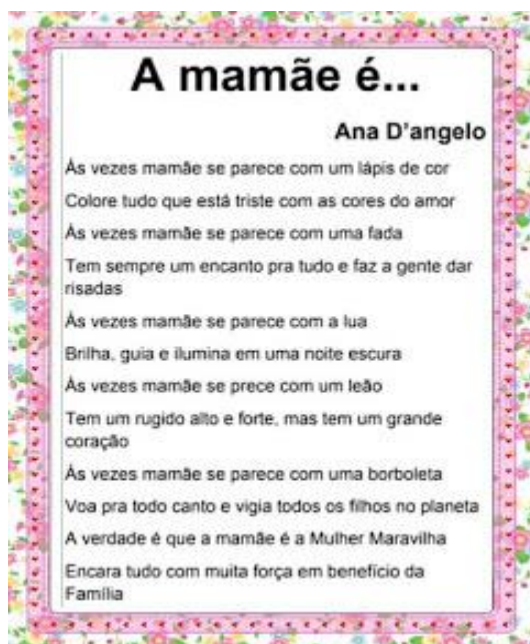 A mamãe é...
Ana D'angelo
Às vezes mamãe se parece com um lápis de cor
Colore tudo que está triste com as cores do amor
Às vezes mamãe se parece com uma fada
Tem sempre um encanto pra tudo e faz a gente dar
risadas
Às vezes mamãe se parece com a lua
Brilha, guia e ilumina em uma noite escura
Às vezes mamãe se prece com um leão
Tem um rugido alto e forte, mas tem um grande
coração
Às vezes mamãe se parece com uma borboleta
Voa pra todo canto e vigia todos os filhos no planeta
A verdade é que a mamãe é a Mulher Maravilha
Encara tudo com muita força em benefício da
Família